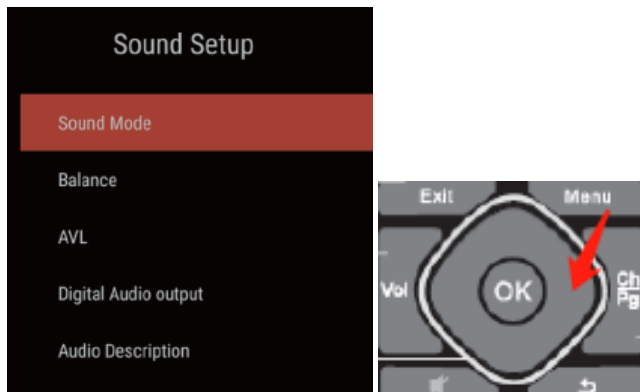 Sound Setup
Sound Mode
Balance
AVL
Digital Audio output
Audio Description
Exit
Menu
Vol
OK
Ch
Pg